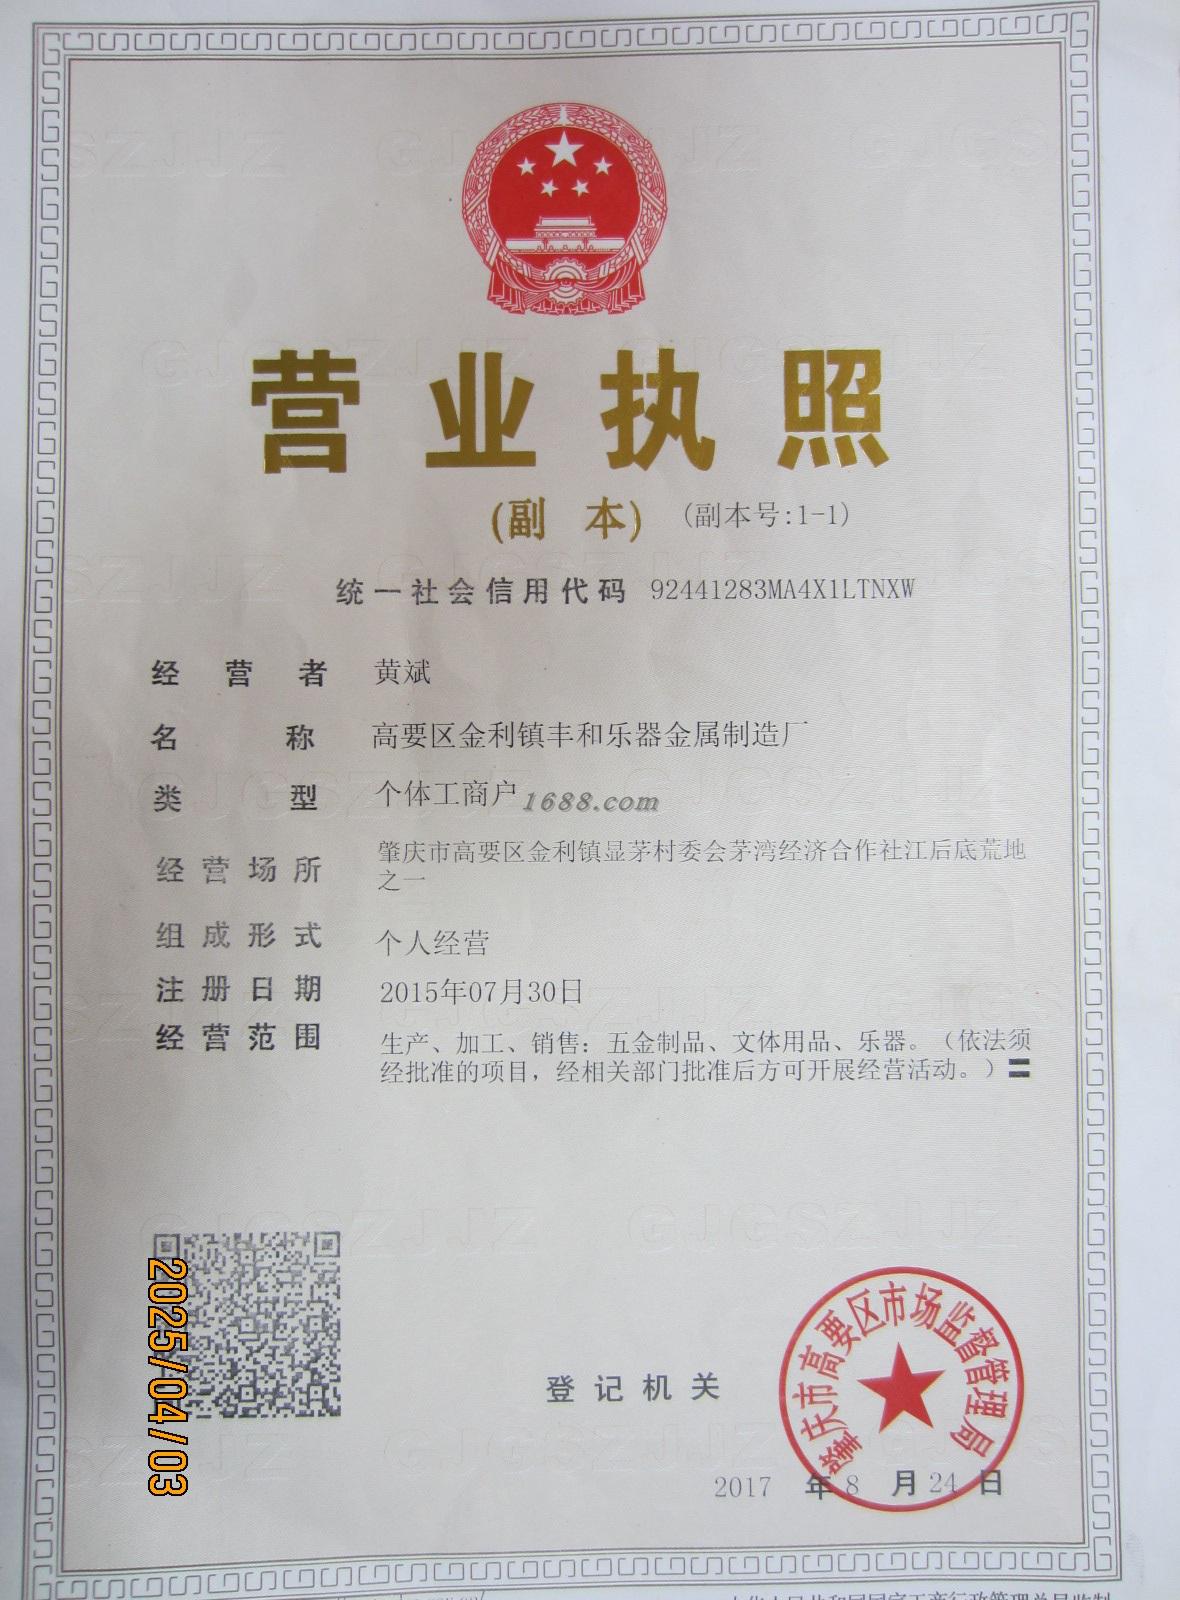 营业执照
(副 本) (副本号:1-1)
统一社会信用代码 92441283MA4X1LTNXW
经营者 黄斌
名称 高要区金利镇丰和乐器金属制造厂
类型 个体工商户
1688.com
经营场所 肇庆市高要区金利镇显茅村委会茅湾经济合作社江后底荒地
之一
组成形式 个人经营
注册日期 2015年07月30日
经营范围 生产、加工、销售：五金制品、文体用品、乐器。（依法须
经批准的项目，经相关部门批准后方可开展经营活动。）〓
2025/04/03
肇庆市高要区市场监督管理局
登记机关
2017 年 8 月 24 日